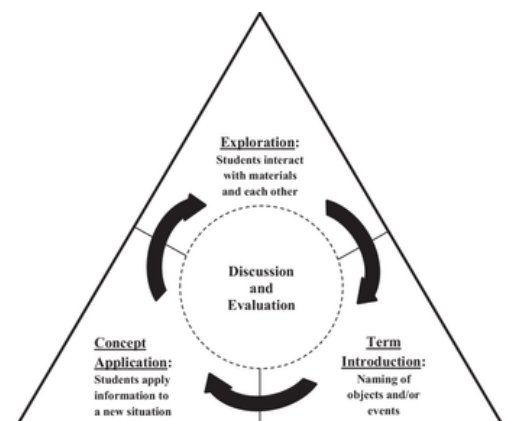 Exploration:
Students interact
with materials
and each other
Discussion
and
Evaluation
Concept
Application:
Students apply
information to
a new situation
Term
Introduction:
Naming of
objects and/or
events